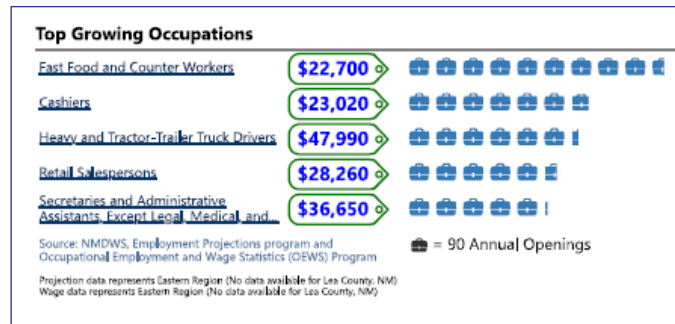 Top Growing Occupations
Fast Food and Counter Workers $22,700
Cashiers $23,020
Heavy and Tractor-Trailer Truck Drivers $47,990
Retail Salespersons $28,260
Secretaries and Administrative
Assistants, Except Legal, Medical, and... $36,650
Source: NMDWS, Employment Projections program and
Occupational Employment and Wage Statistics (OEWS) Program
= 90 Annual Openings
Projection data represents Eastern Region (No data available for Lea County, NM)
Wage data represents Eastern Region (No data available for Lea County, NM)